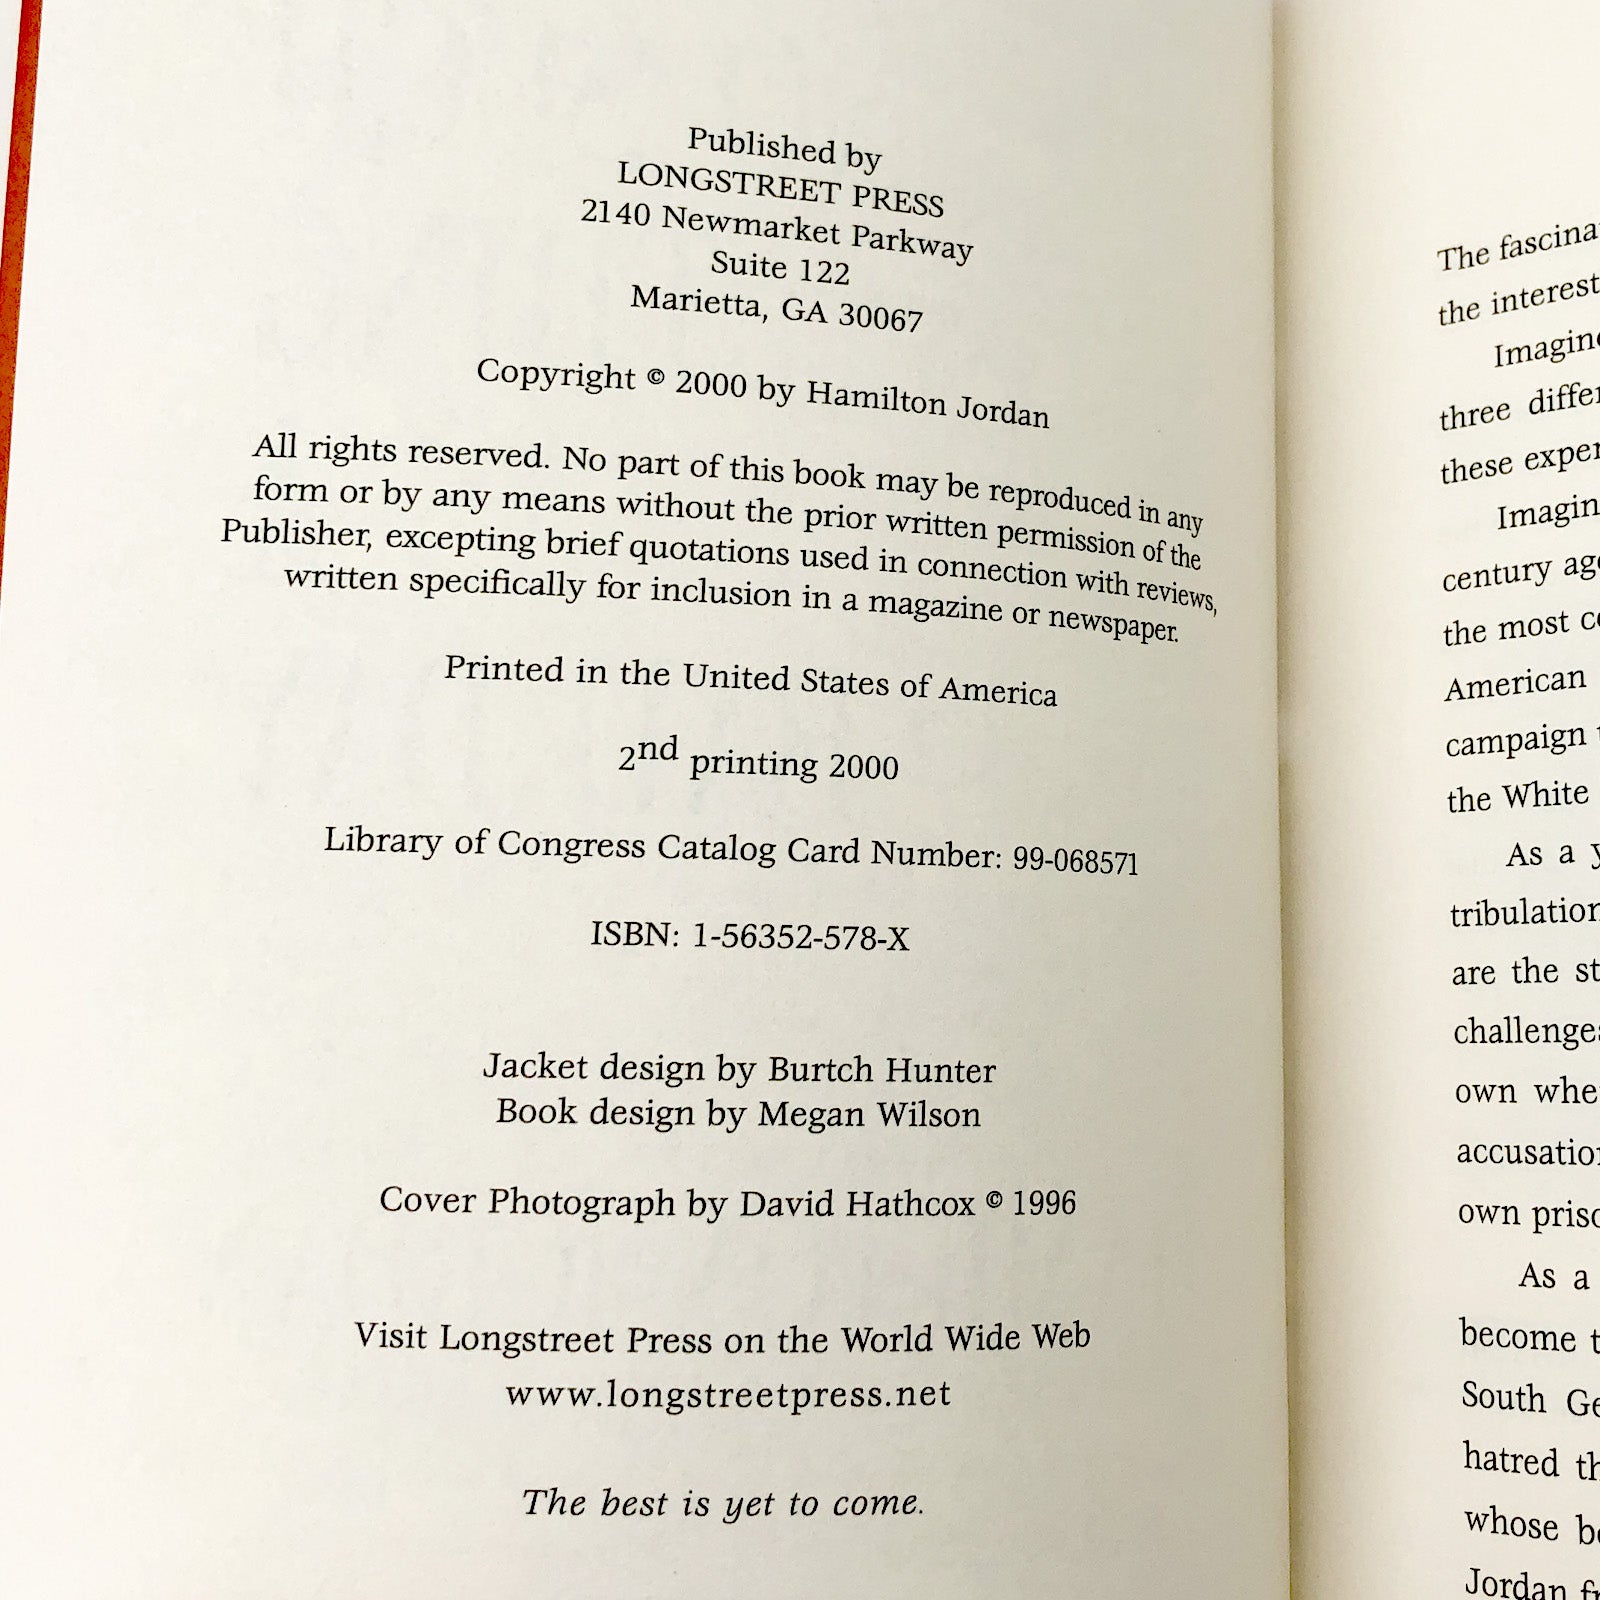 Published by
LONGSTREET PRESS
2140 Newmarket Parkway
Suite 122
Marietta, GA 30067
Copyright © 2000 by Hamilton Jordan
All rights reserved. No part of this book may be reproduced in any
form or by any means without the prior written permission of the
Publisher, excepting brief quotations used in connection with reviews,
written specifically for inclusion in a magazine or newspaper.
Printed in the United States of America
2nd printing 2000
Library of Congress Catalog Card Number: 99-068571
ISBN: 1-56352-578-X
Jacket design by Burtch Hunter
Book design by Megan Wilson
Cover Photograph by David Hathcox © 1996
Visit Longstreet Press on the World Wide Web
www.longstreetpress.net
The best is yet to come.
The
the
three
these
century
the most
American
campaign
the White
As a
are the
own
own
As a
become
South
hatred
whose
Jordan